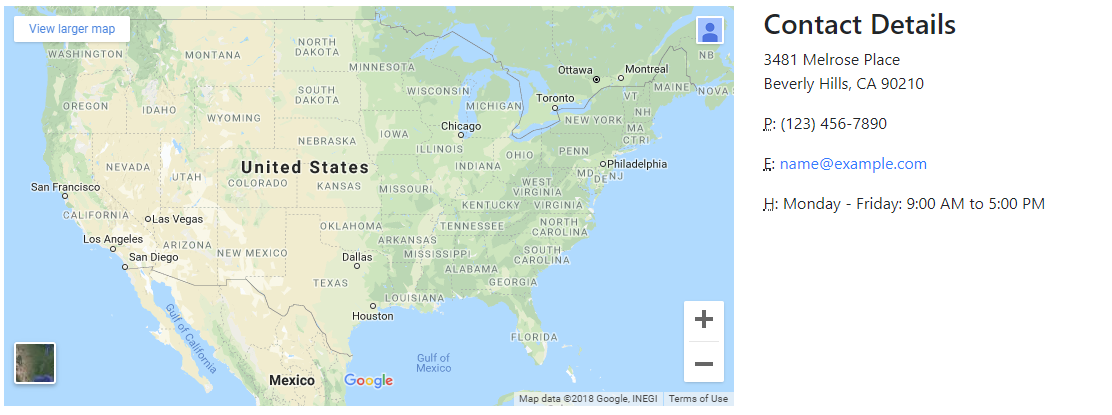 View larger map
WASHINGTON
MONTANA
NORTH
DAKOTA
MINNESOTA
Ottawa
Montreal
NB
MAINE
NOVA S
OREGON
IDAHO
WYOMING
SOUTH
DAKOTA
WISCONSIN
MICHIGAN
Toronto
VT
NH
NEW YORK
MA
CT RI
Chicago
IOWA
ILLINOIS
NEBRASKA
INDIANA
OHIO
PENN
Philadelphia
MD
DE
NJ
NEVADA
UTAH
COLORADO
United States
KANSAS
MISSOURI
WEST
VIRGINIA
KENTUCKY
VIRGINIA
San Francisco
CALIFORNIA
Las Vegas
OKLAHOMA
TENNESSEE
NORTH
CAROLINA
Los Angeles
ARIZONA
NEW MEXICO
ARKANSAS
SOUTH
CAROLINA
San Diego
Dallas
MISSISSIPPI
ALABAMA
GEORGIA
TEXAS
LOUISIANA
Houston
Gulf of California
FLORIDA
Gulf of
Mexico
Mexico
Google
Map data ©2018 Google, INEGI
Terms of Use
Contact Details
3481 Melrose Place
Beverly Hills, CA 90210
P: (123) 456-7890
E: name@example.com
H: Monday - Friday: 9:00 AM to 5:00 PM